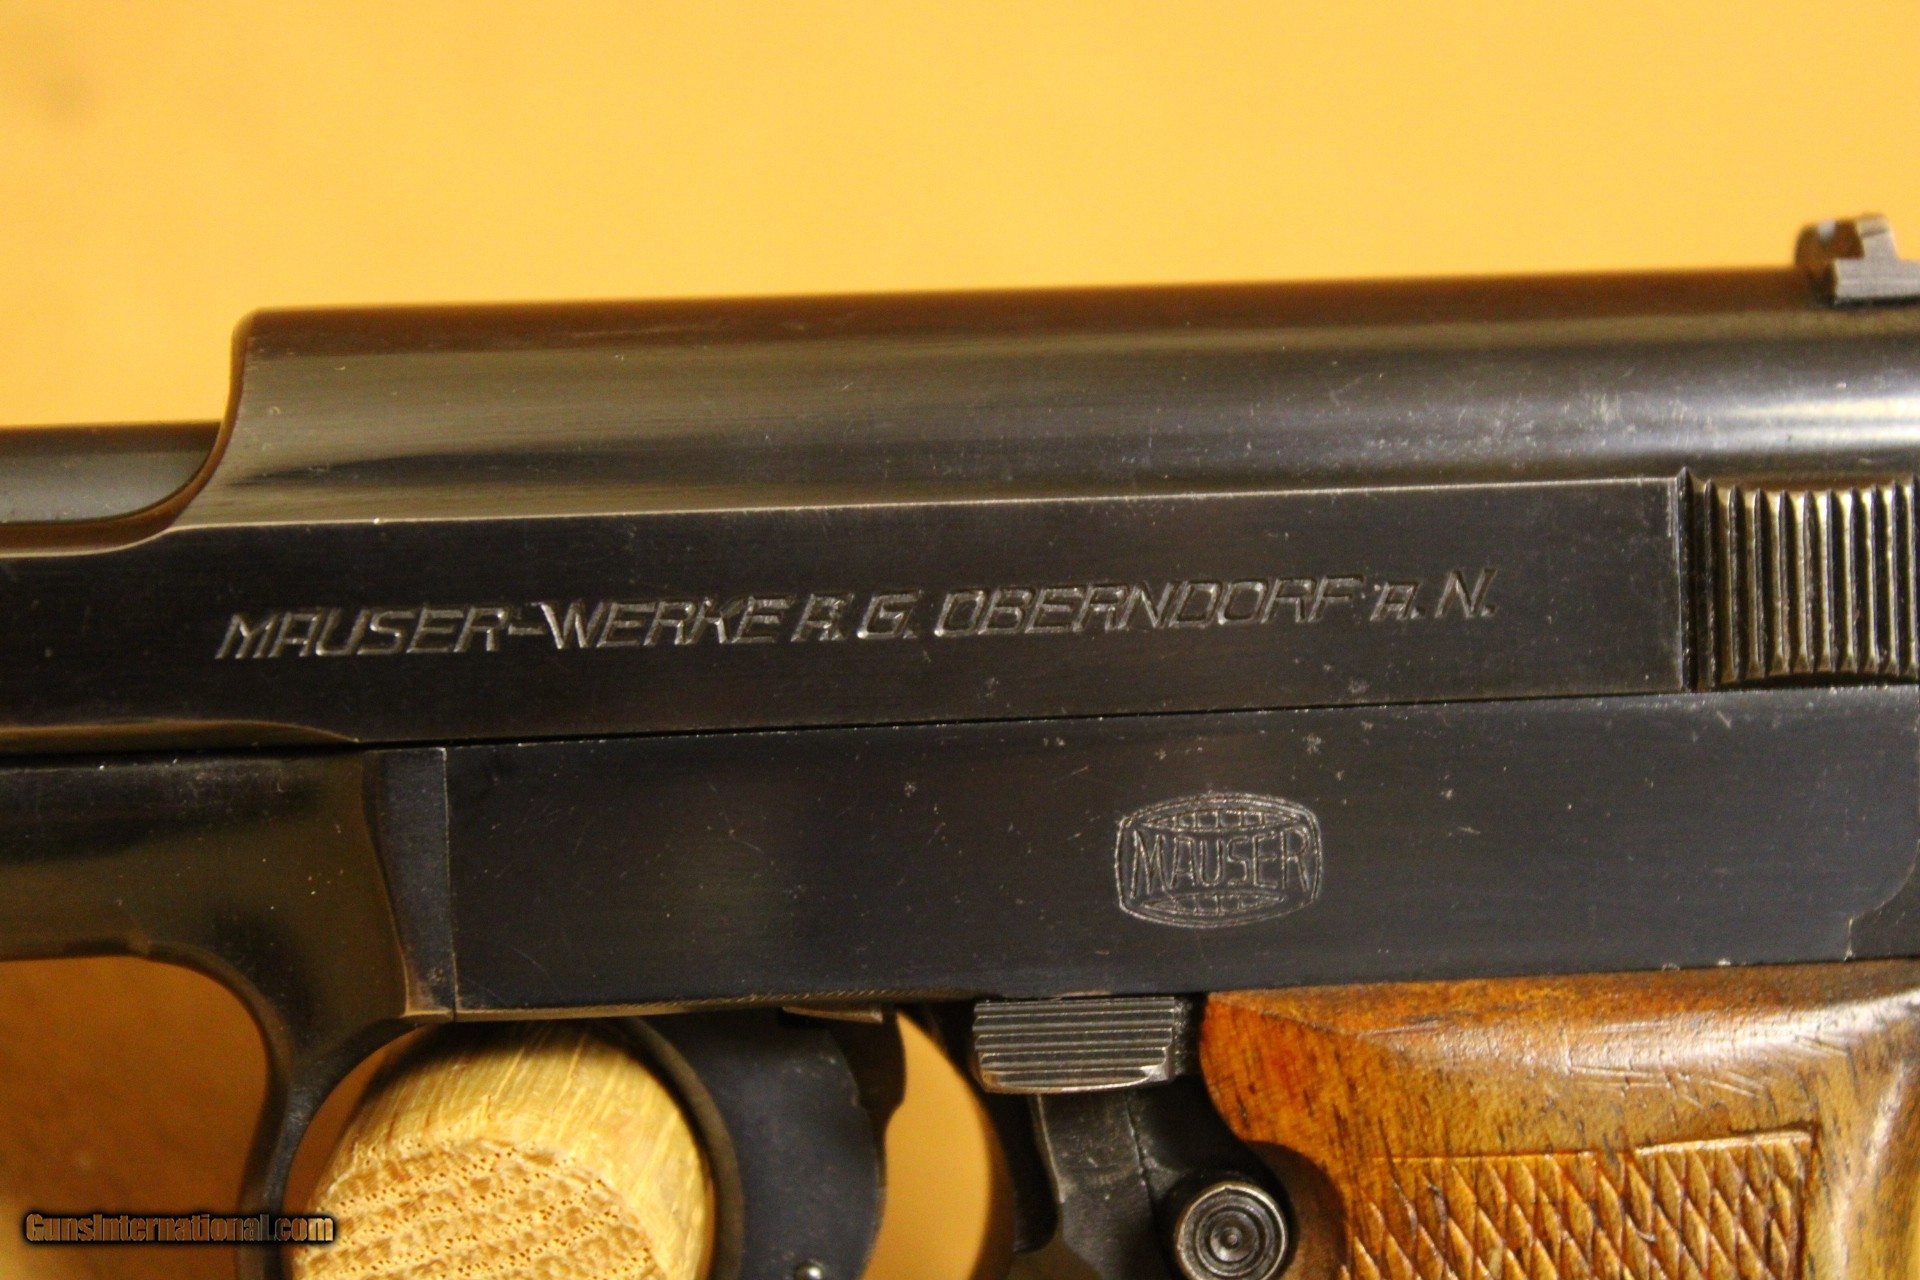 MAUSER-WERKE A.G. OBERNDORF a. N.
MAUSER
GunsInternational.com